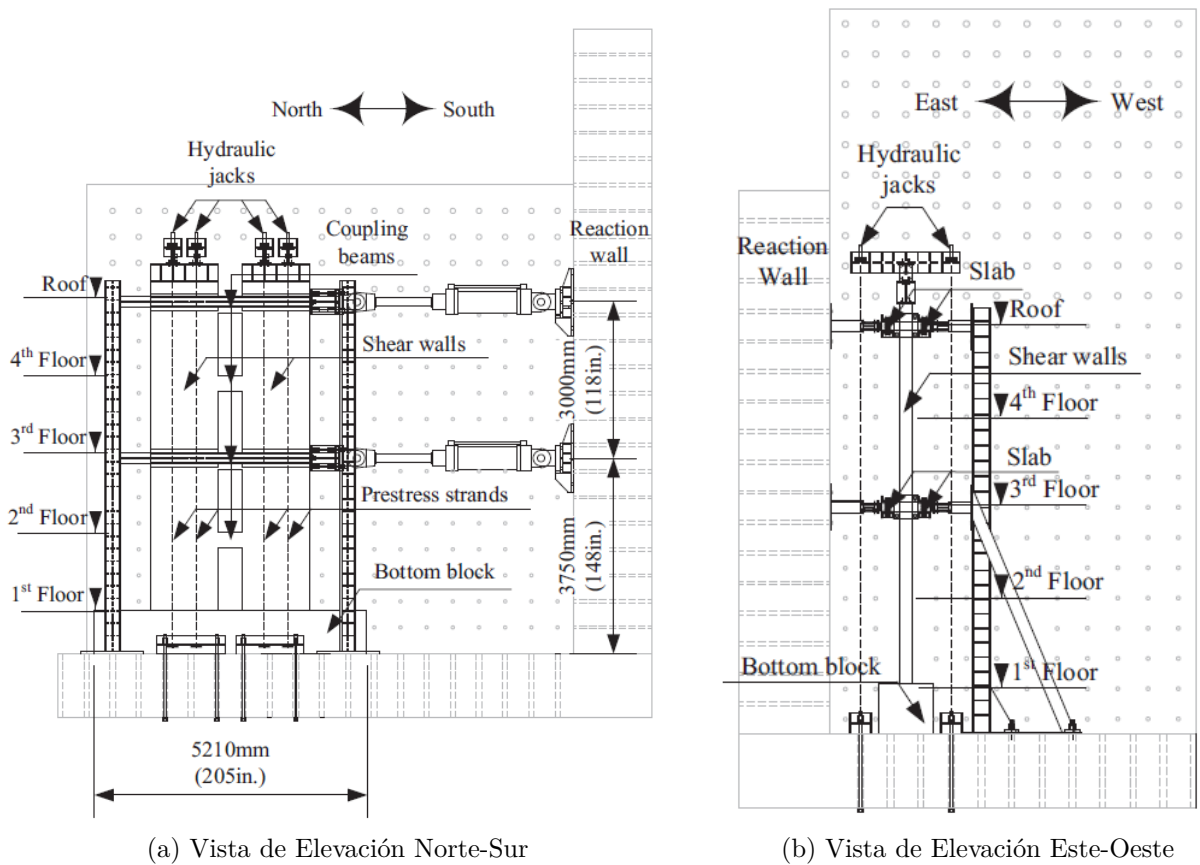 North
South
Hydraulic
jacks
Coupling
beams
Reaction
wall
Roof
Shear walls
4th Floor
3000mm
(118in.)
3rd Floor
Prestress strands
2nd Floor
3750mm
(148in.)
Bottom block
1st Floor
5210mm
(205in.)
(a) Vista de Elevación Norte-Sur
East
West
Hydraulic
jacks
Reaction
Wall
Slab
Roof
Shear walls
4th Floor
Slab
3rd Floor
2nd Floor
Bottom block
1st Floor
(b) Vista de Elevación Este-Oeste